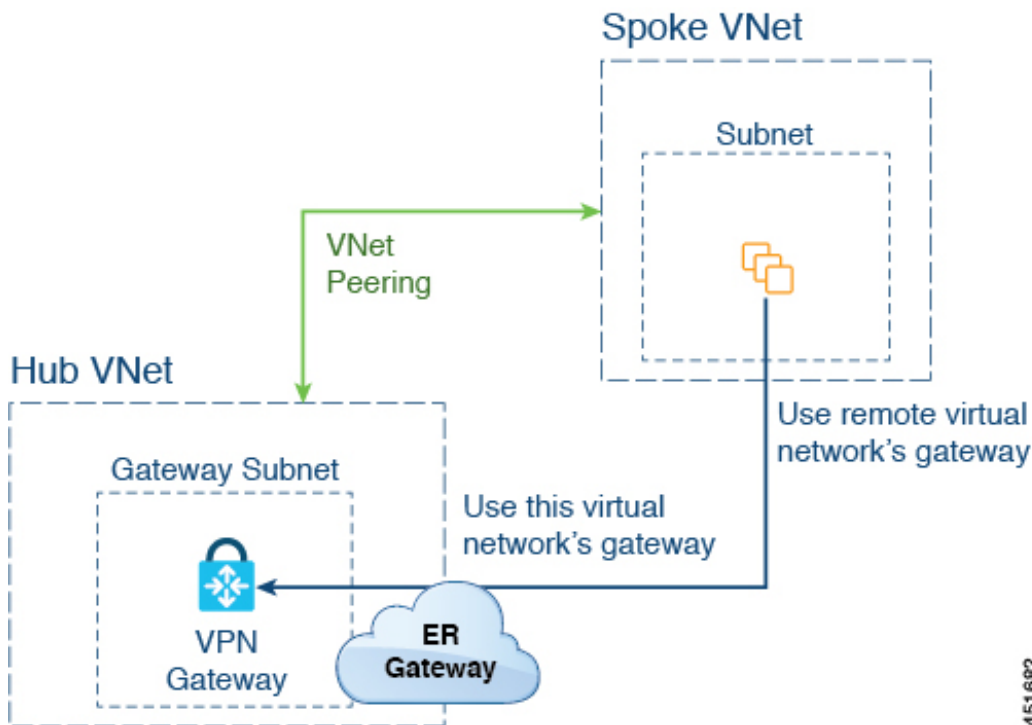 Spoke VNet
Subnet
VNet
Peering
Hub VNet
Use remote virtual
network's gateway
Gateway Subnet
Use this virtual
network's gateway
VPN
Gateway
ER
Gateway